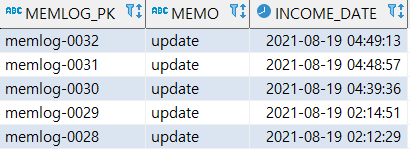 ABC MEMLOG_PK ABC MEMO INCOME_DATE
memlog-0032 update 2021-08-19 04:49:13
memlog-0031 update 2021-08-19 04:48:57
memlog-0030 update 2021-08-19 04:39:36
memlog-0029 update 2021-08-19 02:14:51
memlog-0028 update 2021-08-19 02:12:29